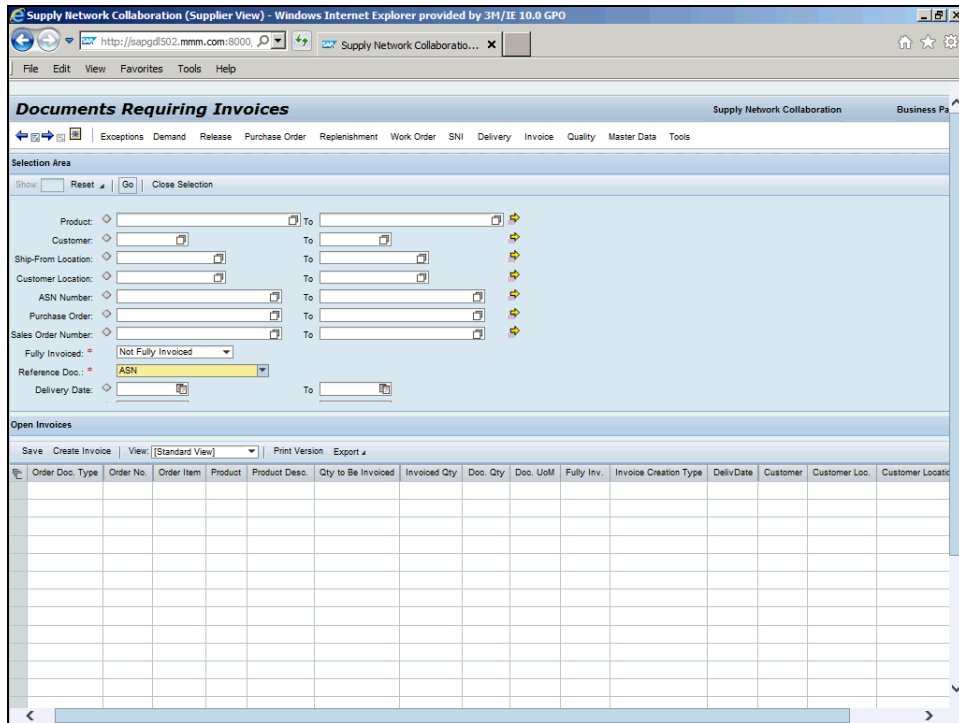 Supply Network Collaboration (Supplier View) - Windows Internet Explorer provided by 3M/IE 10.0 GPO
http://sapgdl502.mmm.com:8000,
Supply Network Collaboratio...
File Edit View Favorites Tools Help
Documents Requiring Invoices
Supply Network Collaboration
Business Pa
Exceptions Demand Release Purchase Order Replenishment Work Order SNI Delivery Invoice Quality Master Data Tools
Selection Area
Show: Reset Go Close Selection
Product: To
Customer: To
Ship-From Location: To
Customer Location: To
ASN Number: To
Purchase Order: To
Sales Order Number: To
Fully Invoiced: * Not Fully Invoiced
Reference Doc.: * ASN
Delivery Date: To
Open Invoices
Save Create Invoice View: [Standard View] Print Version Export
Order Doc. Type Order No. Order Item Product Product Desc. Qty to Be Invoiced Invoiced Qty Doc. Qty Doc. UoM Fully Inv. Invoice Creation Type DelivDate Customer Customer Loc. Customer Locatio